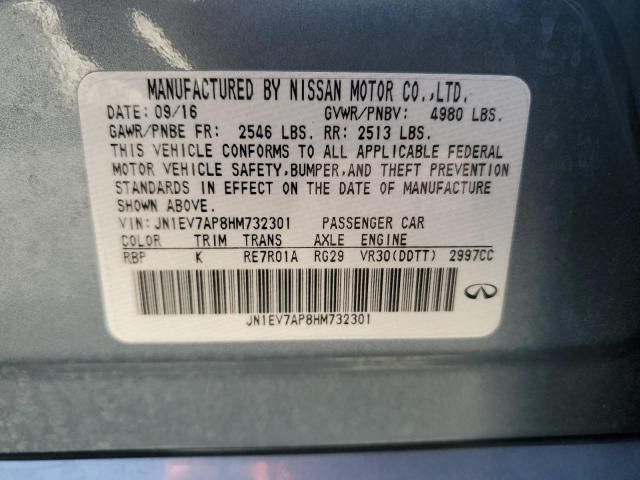 MANUFACTURED BY NISSAN MOTOR CO.,LTD.
DATE: 09/16 GVWR/PNBV: 4980 LBS.
GAWR/PNBE FR: 2546 LBS. RR: 2513 LBS.
THIS VEHICLE CONFORMS TO ALL APPLICABLE FEDERAL
MOTOR VEHICLE SAFETY,BUMPER,AND THEFT PREVENTION
STANDARDS IN EFFECT ON THE DATE OF MANUFACTURE
SHOWN ABOVE.
VIN: JN1EV7AP8HM732301 PASSENGER CAR
COLOR TRIM TRANS AXLE ENGINE
RBP K RE7R01A RG29 VR30(DDTT) 2997CC
JN1EV7AP8HM732301